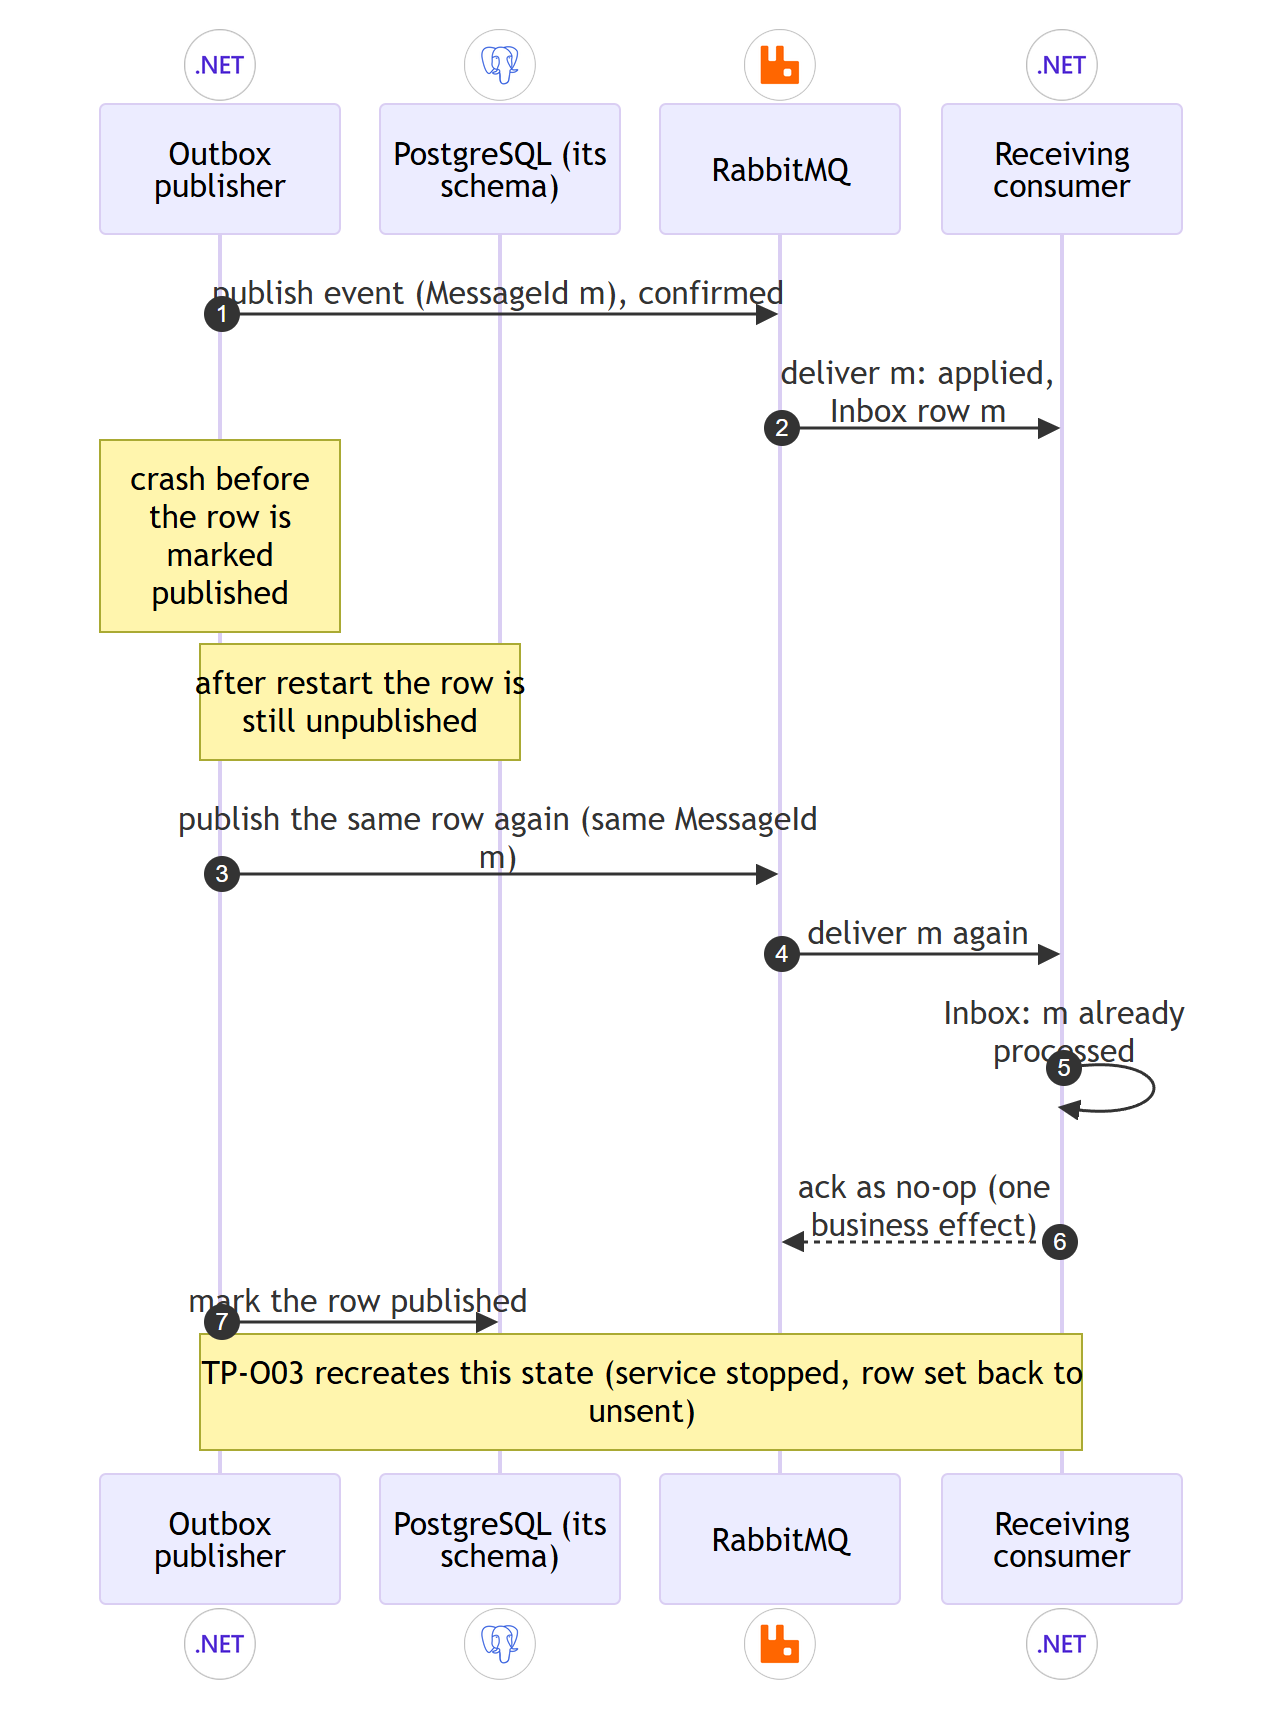 .NET
.NET
Outbox
publisher
PostgreSQL (its
schema)
RabbitMQ
Receiving
consumer
publish event (MessageId m), confirmed
1
deliver m: applied,
Inbox row m
2
crash before
the row is
marked
published
after restart the row is
still unpublished
publish the same row again (same MessageId
m)
3
deliver m again
4
Inbox: m already
processed
5
ack as no-op (one
business effect)
6
mark the row published
7
TP-O03 recreates this state (service stopped, row set back to
unsent)
Outbox
publisher
PostgreSQL (its
schema)
RabbitMQ
Receiving
consumer
.NET
.NET